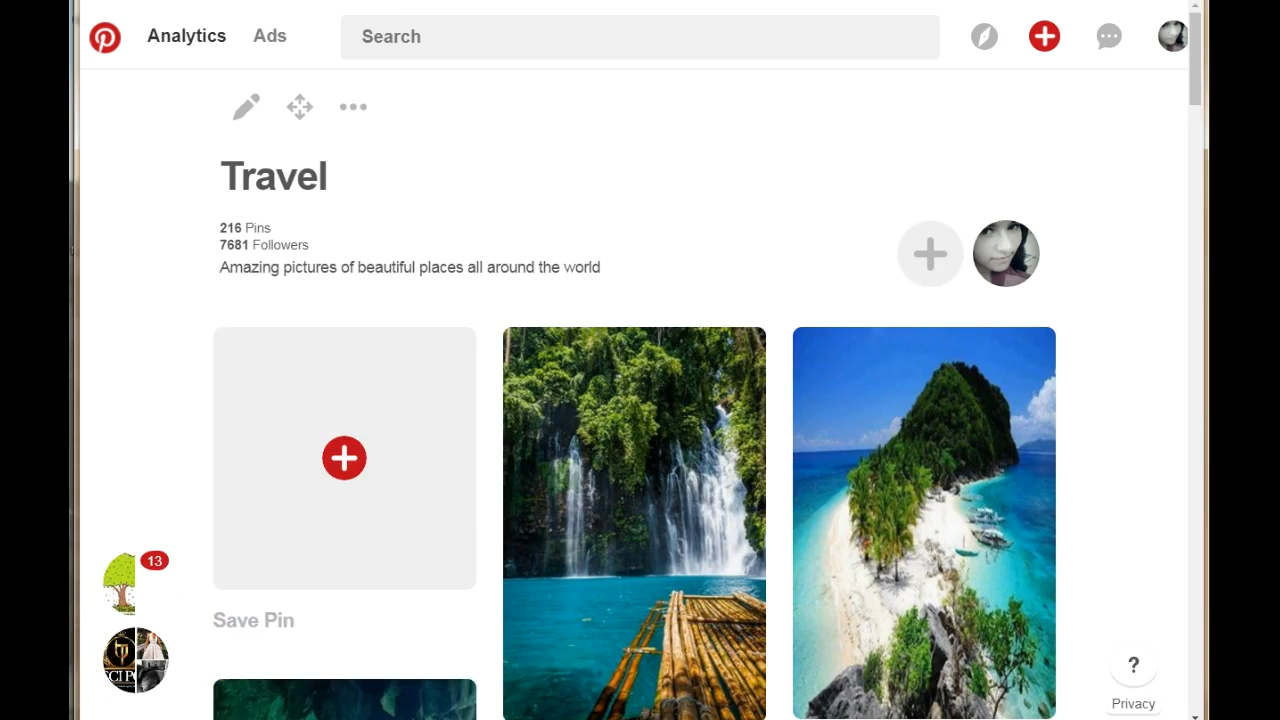 Analytics Ads Search
Travel
216 Pins
7681 Followers
Amazing pictures of beautiful places all around the world
13
Save Pin
CI P
?
Privacy